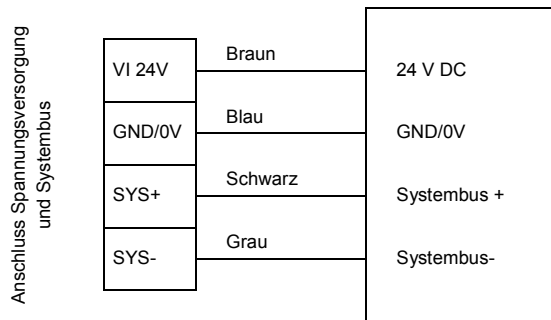 Anschluss Spannungsversorgung
und Systembus
VI 24V
Braun
24 V DC
GND/0V
Blau
GND/0V
SYS+
Schwarz
Systembus +
SYS-
Grau
Systembus-